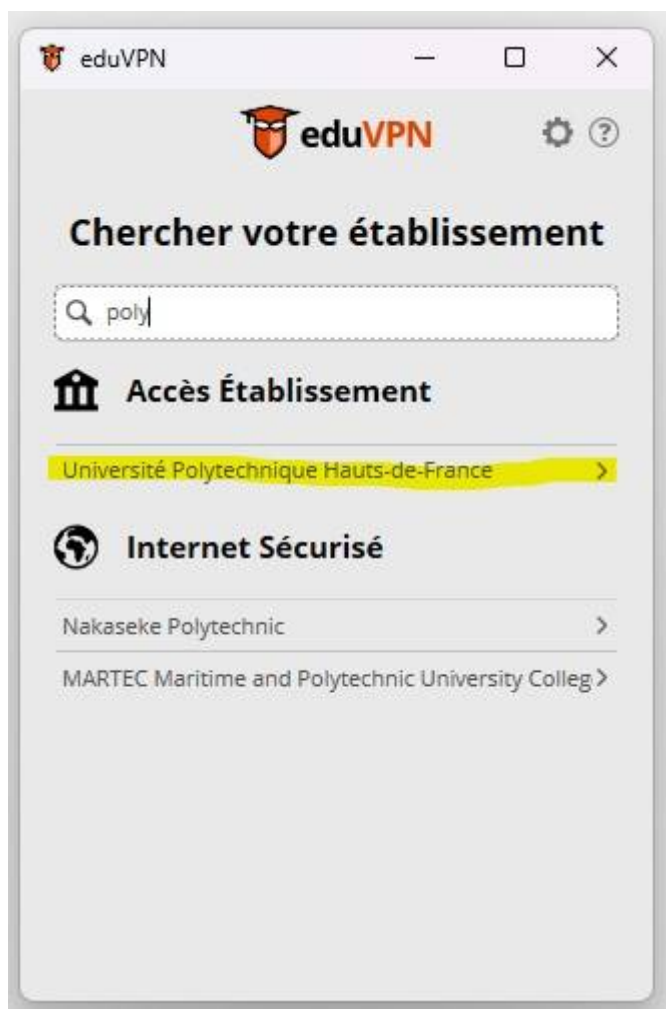 eduVPN
eduVPN
Chercher votre établissement
poly
Accès Établissement
Université Polytechnique Hauts-de-France
Internet Sécurisé
Nakaseke Polytechnic
MARTEC Maritime and Polytechnic University Colleg